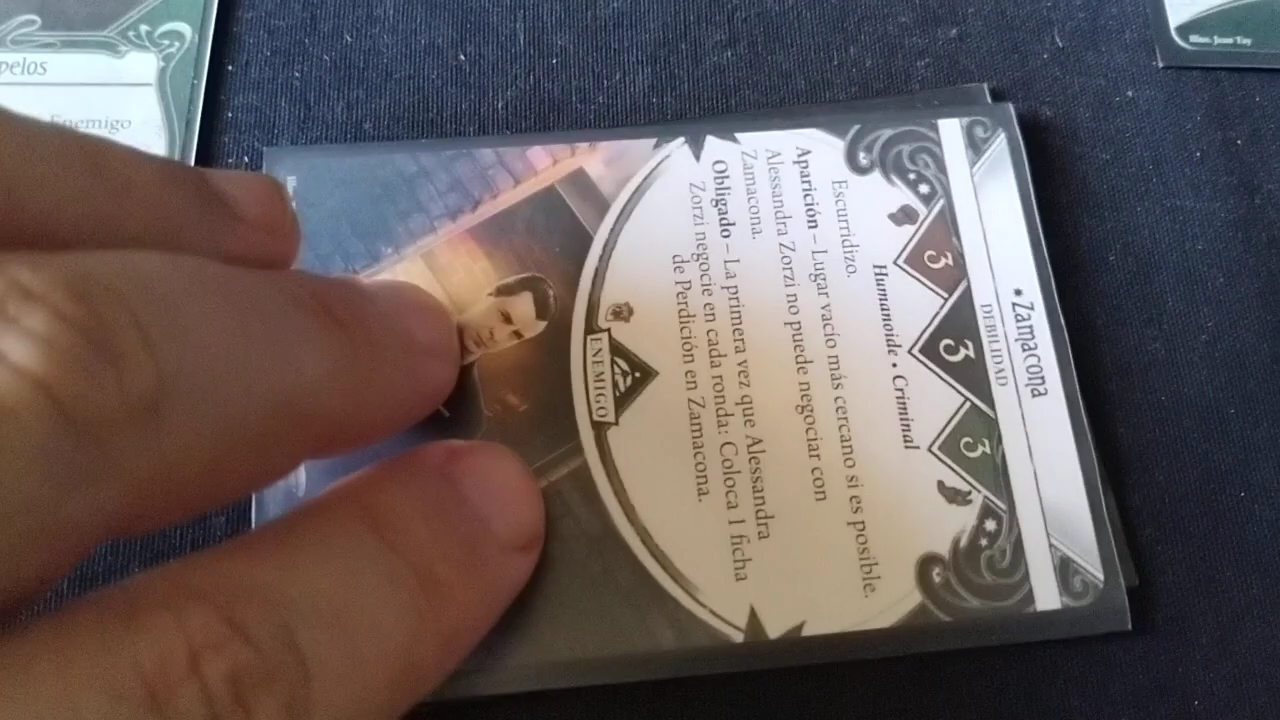 pelos
Enemigo
Zamacona
DEBILIDAD
3 3 3
Humanoide • Criminal
Escurridizo.
Aparición – Lugar vacío más cercano si es posible.
Alessandra Zorzi no puede negociar con
Zamacona.
Obligado – La primera vez que Alessandra
Zorzi negocie en cada ronda: Coloca 1 ficha
de Perdición en Zamacona.
ENEMIGO